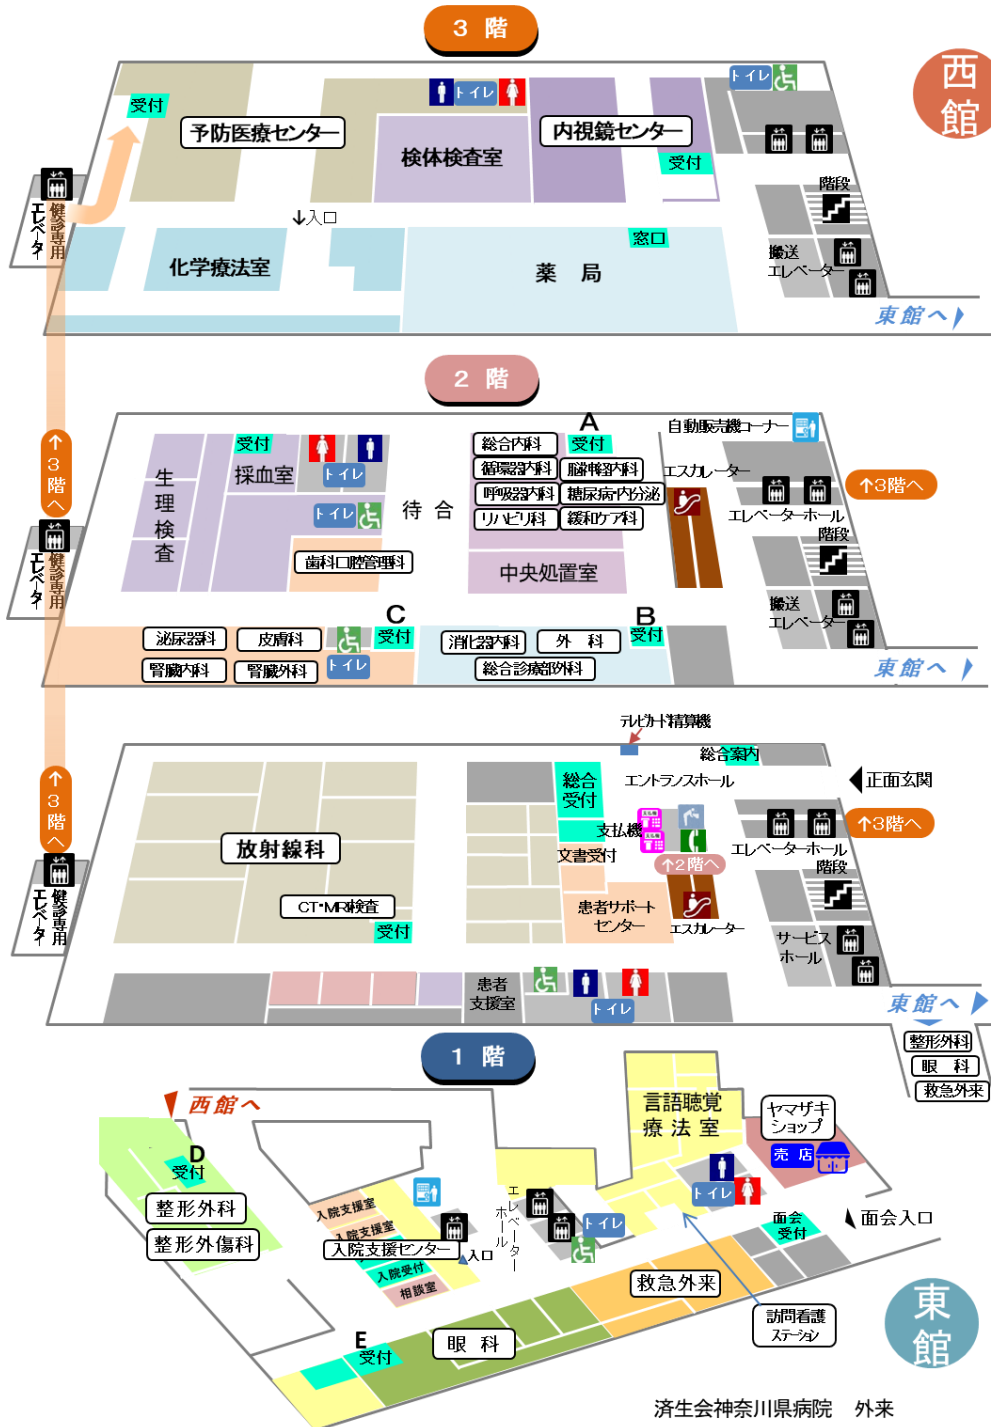 3 階
西
館
トイレ
受付
トイレ
予防医療センター
内視鏡センター
検体検査室
受付
階段
健診専用
エレベーター
↓入口
窓口
化学療法室
薬 局
搬送
エレベーター
東館へ
2 階
A
自動販売機コーナー
受付
総合内科
受付
採血室
トイレ
循環器内科
脳神経内科
エスカレーター
生理検査
↑3階へ
呼吸器内科
糖尿病・内分泌
↑3階へ
トイレ
待 合
リハビリ科
緩和ケア科
エレベーターホール
階段
健診専用
エレベーター
歯科口腔管理科
中央処置室
搬送
エレベーター
C
B
泌尿器科
皮膚科
受付
消化器内科
外 科
受付
腎臓内科
腎臓外科
トイレ
総合診療部外科
東館へ
テレビカード精算機
総合案内
総合
受付
エントランスホール
正面玄関
↑3階へ
支払機
↑3階へ
放射線科
文書受付
↑2階へ
エレベーターホール
階段
健診専用
エレベーター
CT・MRI検査
受付
患者サポート
センター
エスカレーター
サービス
ホール
患者
支援室
トイレ
東館へ
整形外科
眼 科
救急外来
1 階
西館へ
言語聴覚
療法室
ヤマザキ
ショップ
売店
D
受付
トイレ
整形外科
入院支援室
エレベーター
ホール
面会
受付
面会入口
入院支援室
トイレ
整形外傷科
入院支援センター
入口
入院受付
相談室
救急外来
訪問看護
ステーション
東
館
E
受付
眼 科
済生会神奈川県病院 外来